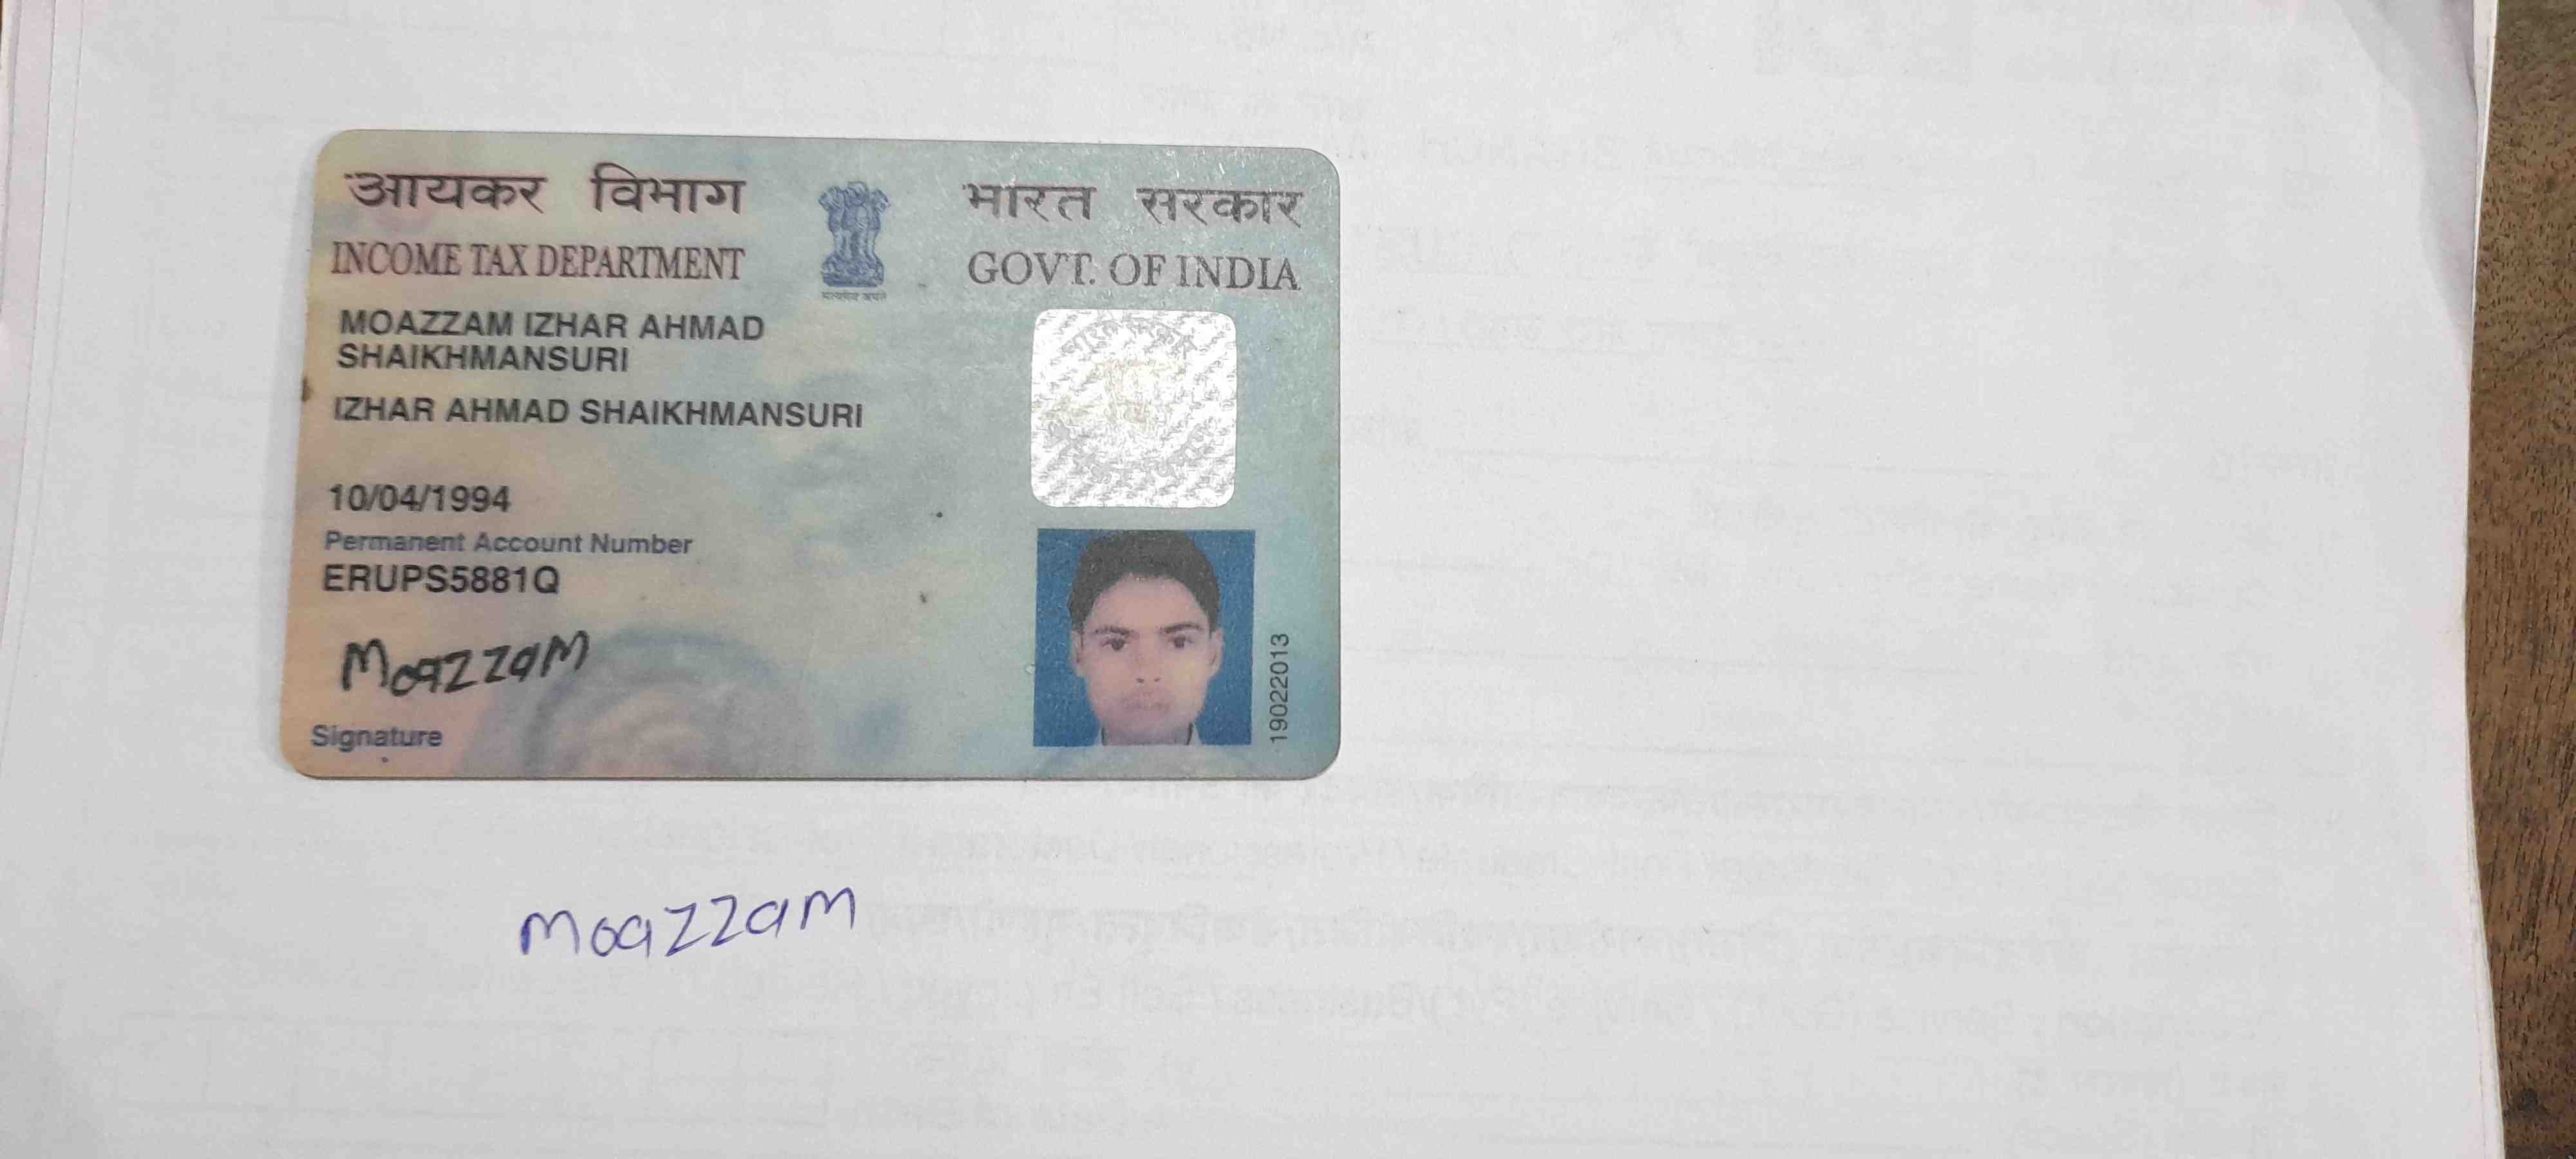 आयकर विभाग
INCOME TAX DEPARTMENT
भारत सरकार
GOVT. OF INDIA
सत्यमेव जयते
MOAZZAM IZHAR AHMAD
SHAIKHMANSURI
IZHAR AHMAD SHAIKHMANSURI
10/04/1994
Permanent Account Number
ERUPS5881Q
MoazzaM
Signature
19022013
moazzam